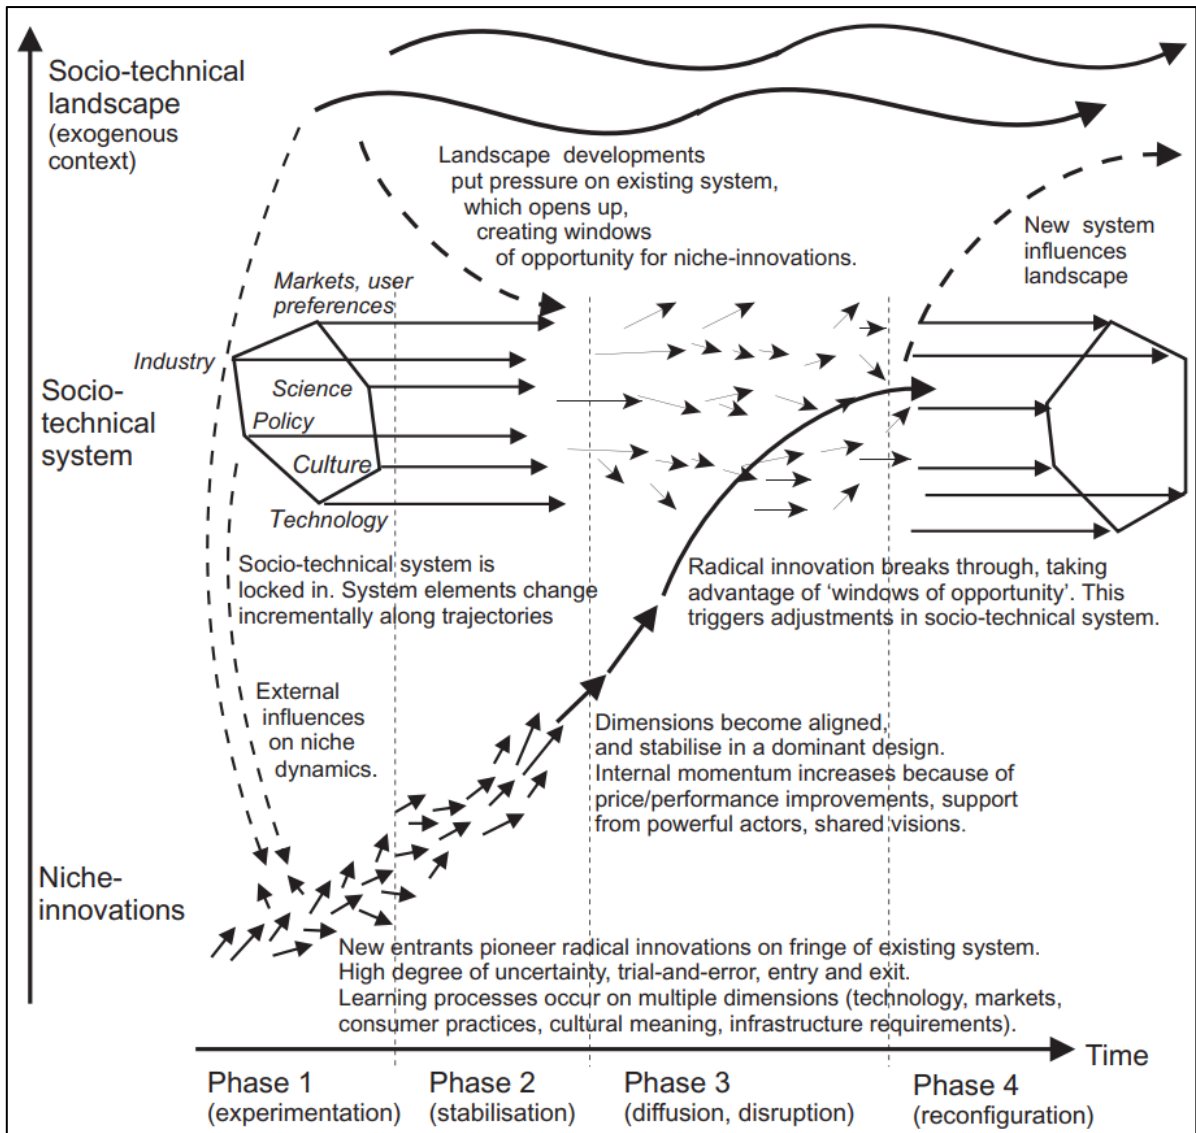 Socio-technical
landscape
(exogenous
context)
Landscape developments
put pressure on existing system,
which opens up,
creating windows
of opportunity for niche-innovations.
New system
influences
landscape
Markets, user
preferences
Industry
Science
Policy
Culture
Technology
Socio-
technical
system
Socio-technical system is
locked in. System elements change
incrementally along trajectories
Radical innovation breaks through, taking
advantage of ‘windows of opportunity’. This
triggers adjustments in socio-technical system.
External
influences
on niche
dynamics.
Dimensions become aligned,
and stabilise in a dominant design.
Internal momentum increases because of
price/performance improvements, support
from powerful actors, shared visions.
Niche-
innovations
New entrants pioneer radical innovations on fringe of existing system.
High degree of uncertainty, trial-and-error, entry and exit.
Learning processes occur on multiple dimensions (technology, markets,
consumer practices, cultural meaning, infrastructure requirements).
Time
Phase 1
(experimentation)
Phase 2
(stabilisation)
Phase 3
(diffusion, disruption)
Phase 4
(reconfiguration)